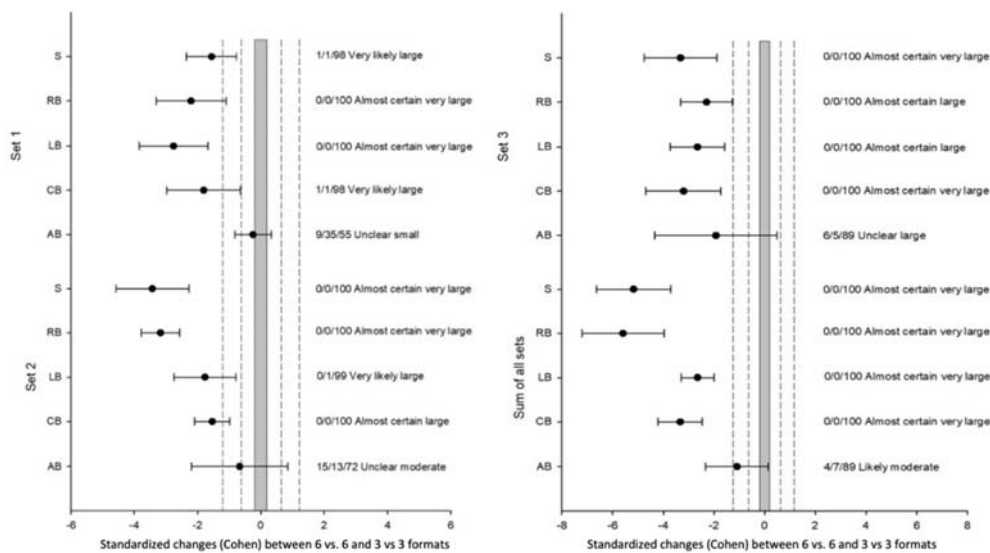 Set 1
S
1/1/98 Very likely large
RB
0/0/100 Almost certain very large
LB
0/0/100 Almost certain very large
CB
1/1/98 Very likely large
AB
9/35/55 Unclear small
Set 2
S
0/0/100 Almost certain very large
RB
0/0/100 Almost certain very large
LB
0/1/99 Very likely large
CB
0/0/100 Almost certain large
AB
15/13/72 Unclear moderate
-6 -4 -2 0 2 4 6
Standardized changes (Cohen) between 6 vs. 6 and 3 vs 3 formats
Set 3
S
0/0/100 Almost certain very large
RB
0/0/100 Almost certain large
LB
0/0/100 Almost certain large
CB
0/0/100 Almost certain very large
AB
6/5/89 Unclear large
Sum of all sets
S
0/0/100 Almost certain very large
RB
0/0/100 Almost certain very large
LB
0/0/100 Almost certain very large
CB
0/0/100 Almost certain very large
AB
4/7/89 Likely moderate
-8 -6 -4 -2 0 2 4 6 8
Standardized changes (Cohen) between 6 vs. 6 and 3 vs 3 formats